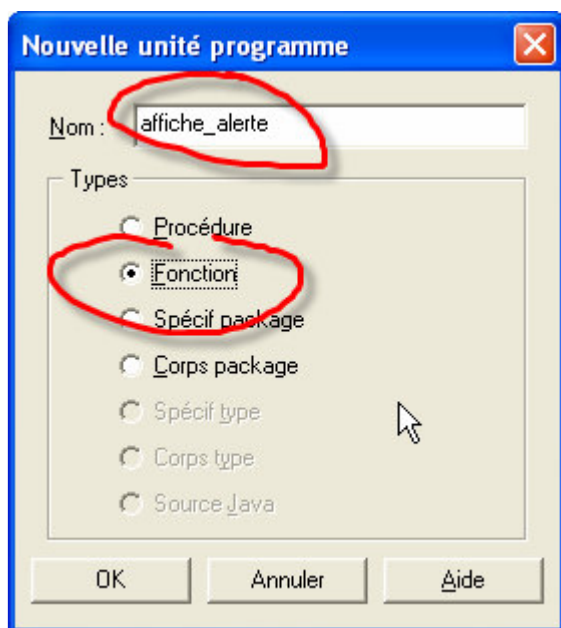 Nouvelle unité programme
Nom : affiche_alerte
Types
Procédure
Fonction
Spécif package
Corps package
Spécif type
Corps type
Source Java
OK Annuler Aide